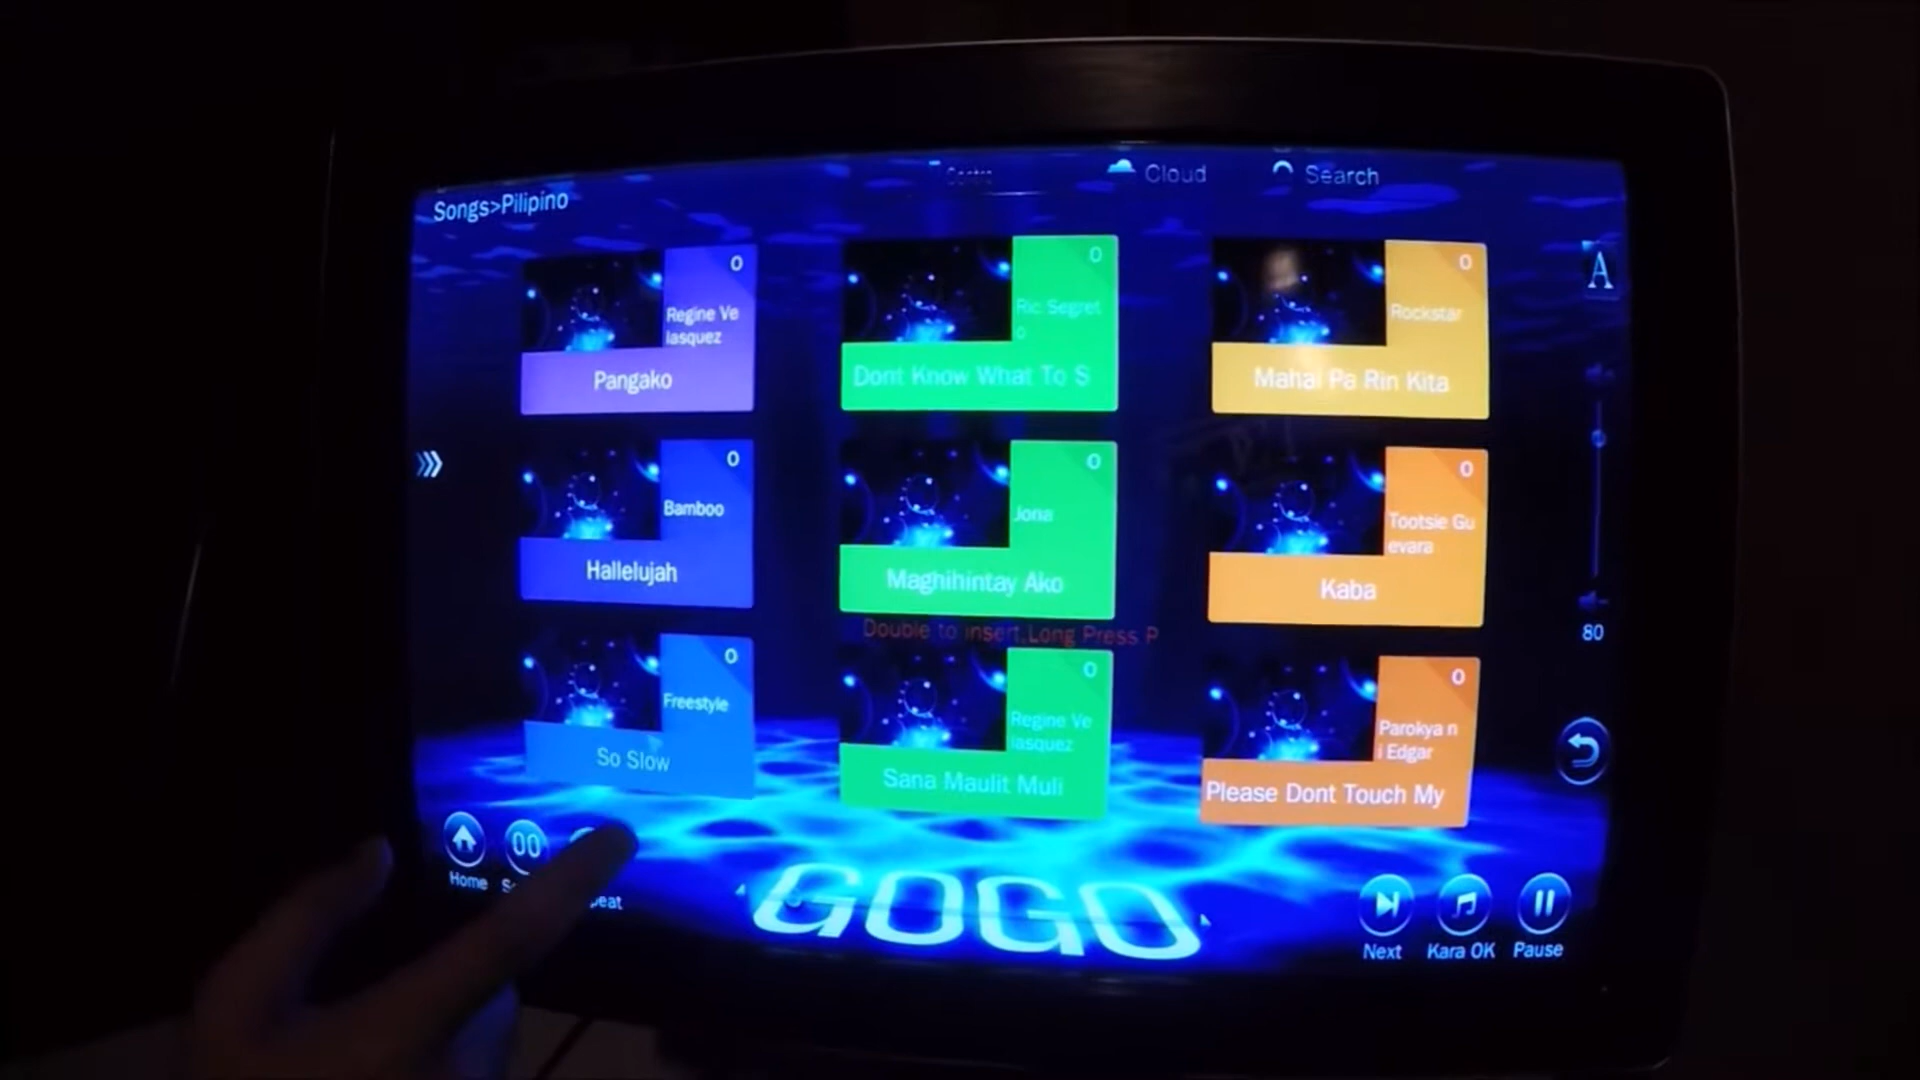 Cloud
Search
Songs>Pilipino
A
0
Regine Ve
lasquez
Pangako
0
Ric Segret
o
Dont Know What To S
0
Rockstar
Mahal Pa Rin Kita
0
Bamboo
Hallelujah
0
Jona
Maghihintay Ako
0
Tootsie Gu
evara
Kaba
Double to insert,Long Press P
80
0
Freestyle
So Slow
0
Regine Ve
lasquez
Sana Maulit Muli
0
Parokya n
i Edgar
Please Dont Touch My
00
Home
peat
GOGO
Next
Kara OK
Pause